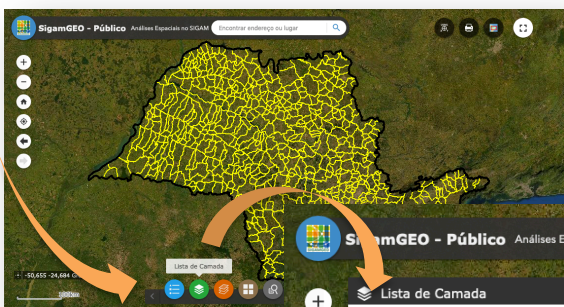 SigamGEO - Público Análises Espaciais no SIGAM Encontrar endereço ou lugar
Lista de Camada
-50,655 -24,684
SigamGEO - Público Análises E
Lista de Camada